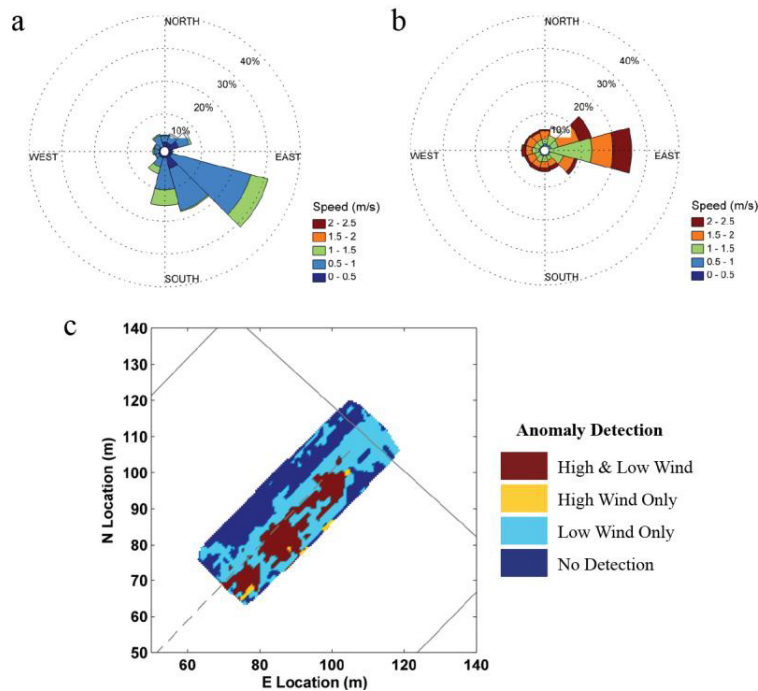 a
NORTH
40%
30%
20%
10%
WEST
EAST
SOUTH
Speed (m/s)
2 - 2.5
1.5 - 2
1 - 1.5
0.5 - 1
0 - 0.5
b
NORTH
40%
30%
20%
10%
WEST
EAST
SOUTH
Speed (m/s)
2 - 2.5
1.5 - 2
1 - 1.5
0.5 - 1
0 - 0.5
c
140
130
120
110
100
90
80
70
60
50
N Location (m)
60 80 100 120 140
E Location (m)
Anomaly Detection
High & Low Wind
High Wind Only
Low Wind Only
No Detection